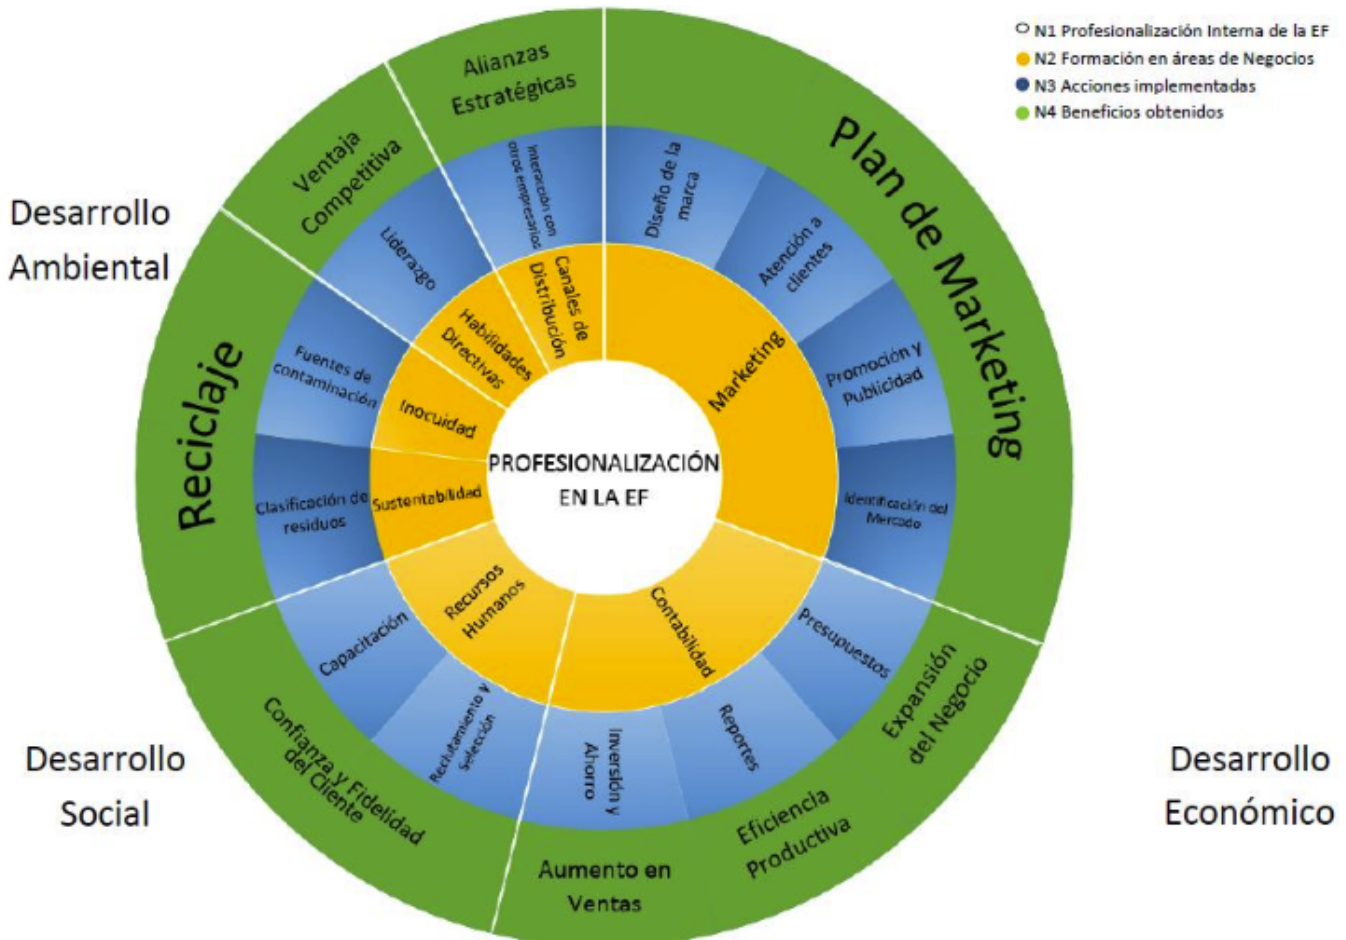 N1 Profesionalización Interna de la EF
N2 Formación en áreas de Negocios
N3 Acciones implementadas
N4 Beneficios obtenidos
Alianzas
Estratégicas
Plan de Marketing
Ventaja
Competitiva
Reciclaje
Confianza y Fidelidad
del Cliente
Aumento en
Ventas
Eficiencia
Productiva
Expansión
del Negocio
Interacción con
otros empresarios
Diseño de la
marca
Atención a
clientes
Promoción y
Publicidad
Identificación del
Mercado
Presupuestos
Reportes
Inversión y
Ahorro
Reclutamiento y
Selección
Capacitación
Clasificación de
residuos
Fuentes de
contaminación
Liderazgo
Canales de
Distribución
Marketing
Contabilidad
Recursos
Humanos
Sustentabilidad
Inocuidad
Habilidades
Directivas
PROFESIONALIZACIÓN
EN LA EF
Desarrollo
Ambiental
Desarrollo
Social
Desarrollo
Económico